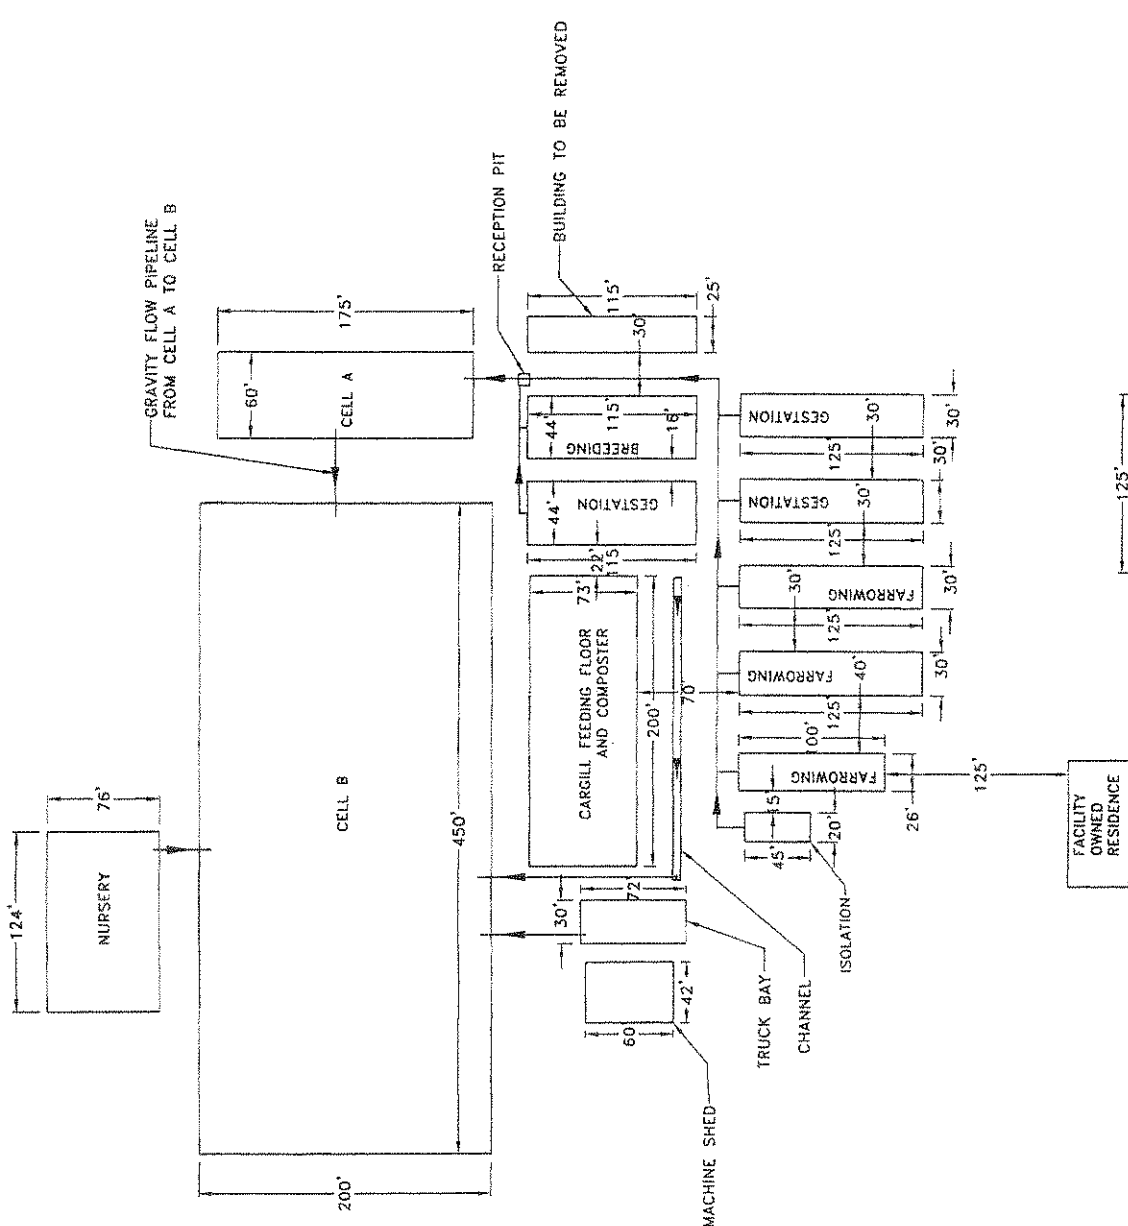 BUILDING TO BE REMOVED
GRAVITY FLOW PIPELINE
FROM CELL A TO CELL B
RECEPTION PIT
175'
60'
CELL A
115'
30'
25'
124'
76'
NURSERY
CELL B
450'
200'
44'
115'
16'
BREEDING
44'
GESTATION
22'
115
73'
CARGILL FEEDING FLOOR
AND COMPOSTER
200'
70'
72'
30'
60
42'
GESTATION
30'
125'
30'
30'
GESTATION
30'
125'
FARROWING
30'
125'
30'
FARROWING
40'
125'
30'
100'
FARROWING
15'
26'
20'
45'
125'
125'
ISOLATION
TRUCK BAY
CHANNEL
MACHINE SHED
FACILITY
OWNED
RESIDENCE